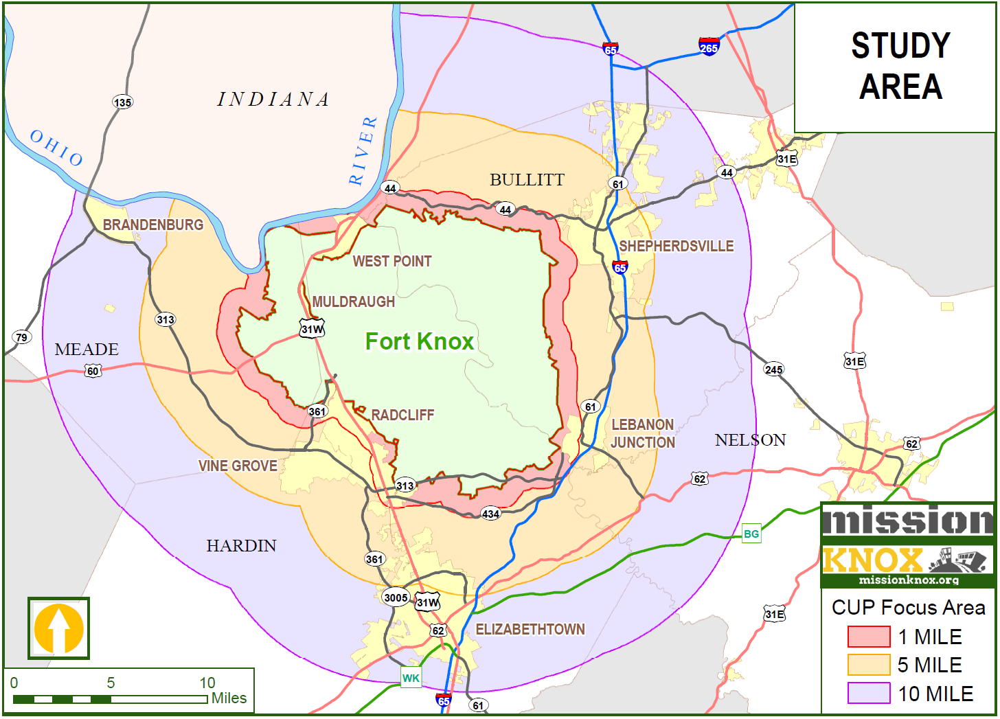 STUDY
AREA
65
265
135
INDIANA
OHIO
RIVER
31E
44
BULLITT
61
44
44
BRANDENBURG
SHEPHERDSVILLE
WEST POINT
65
MULDRAUGH
313
31W
79
Fort Knox
MEADE
31E
60
245
361
RADCLIFF
61
LEBANON
JUNCTION
NELSON
62
VINE GROVE
62
313
434
mission
BG
HARDIN
361
KNOX
missionknox.org
3005
31W
CUP Focus Area
31E
62
ELIZABETHTOWN
1 MILE
5 MILE
WK
0 5 10
Miles
10 MILE
65
61